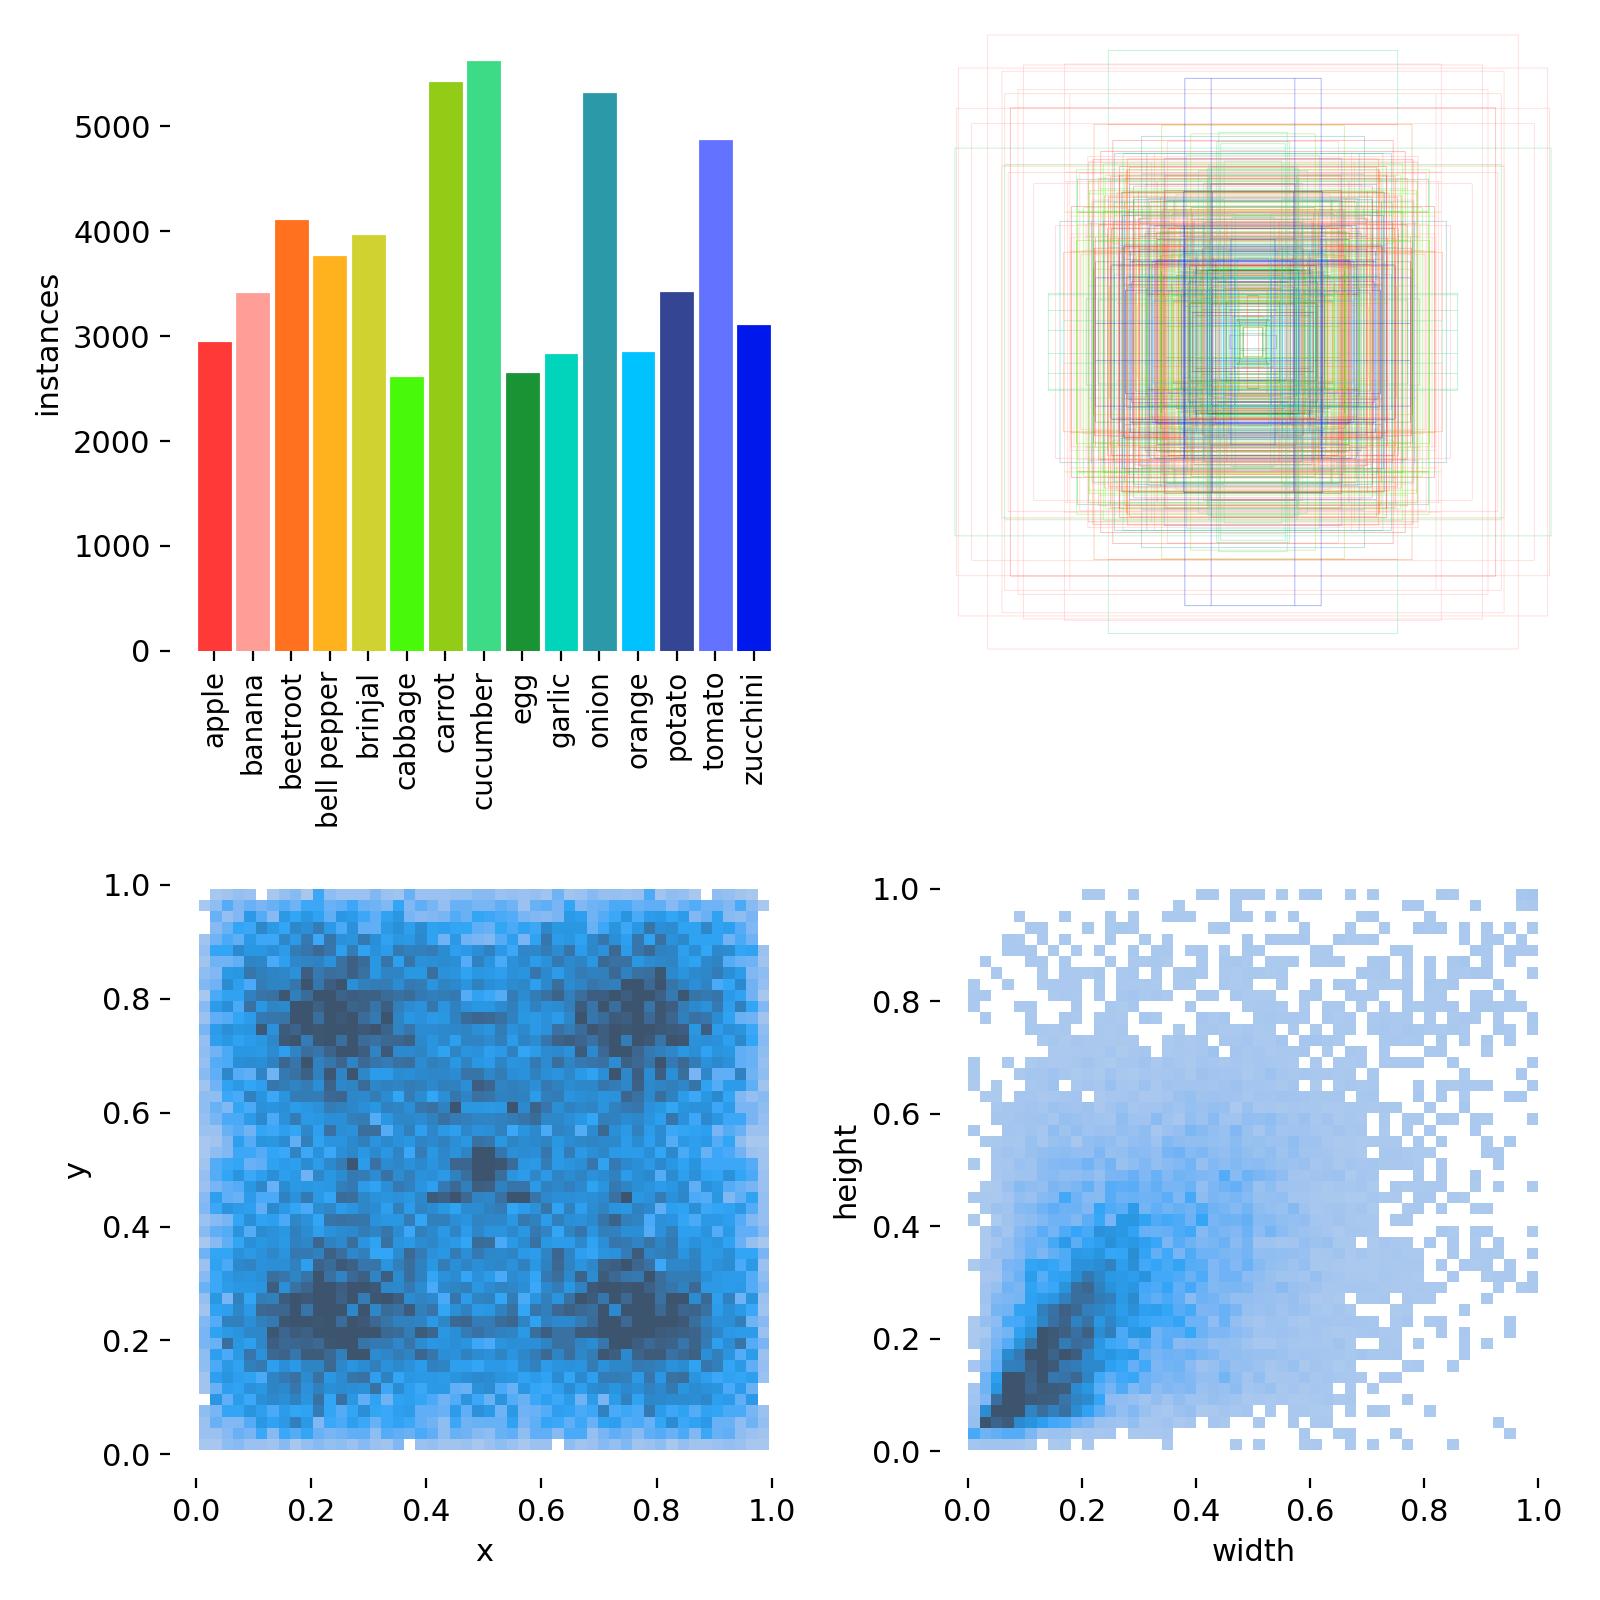 instances
5000
4000
3000
2000
1000
0
apple
banana
beetroot
bell pepper
brinjal
cabbage
carrot
cucumber
egg
garlic
onion
orange
potato
tomato
zucchini
y
1.0
0.8
0.6
0.4
0.2
0.0
0.0 0.2 0.4 0.6 0.8 1.0
x
height
1.0
0.8
0.6
0.4
0.2
0.0
0.0 0.2 0.4 0.6 0.8 1.0
width